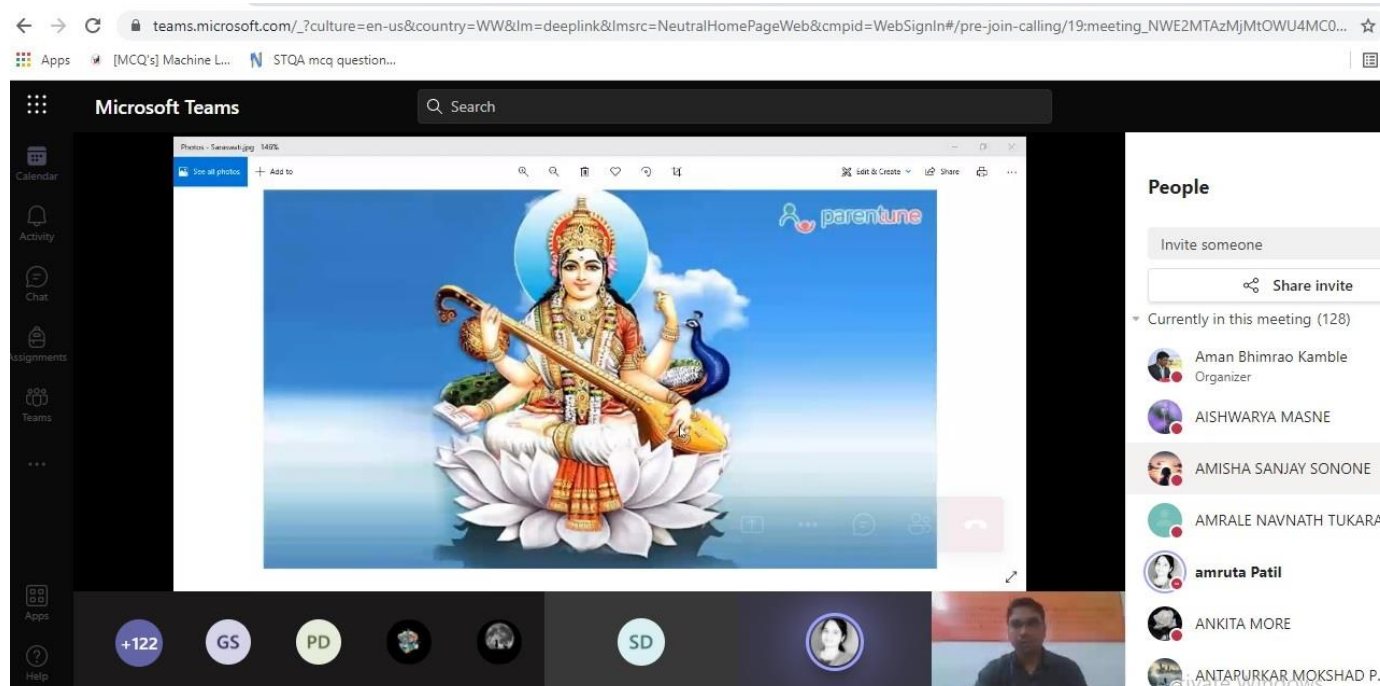 teams.microsoft.com/_?culture=en-us&country=WW&lm=deeplink&lmsrc=NeutralHomePageWeb&cmpid=WebSignIn#/pre-join-calling/19:meeting_NWE2MTAzMjMtOWU4MC0...
Apps [MCQ's] Machine L... STQA mcq question...
Microsoft Teams Search
Photos - Saraswati.jpg 146%
See all photos + Add to Edit & Create Share
parentune
Calendar
Activity
Chat
Assignments
Teams
Apps
Help
+122 GS PD SD
People
Invite someone
Share invite
Currently in this meeting (128)
Aman Bhimrao Kamble
Organizer
AISHWARYA MASNE
AMISHA SANJAY SONONE
AMRALE NAVNATH TUKARA
amruta Patil
ANKITA MORE
ANTAPURKAR MOKSHAD P.